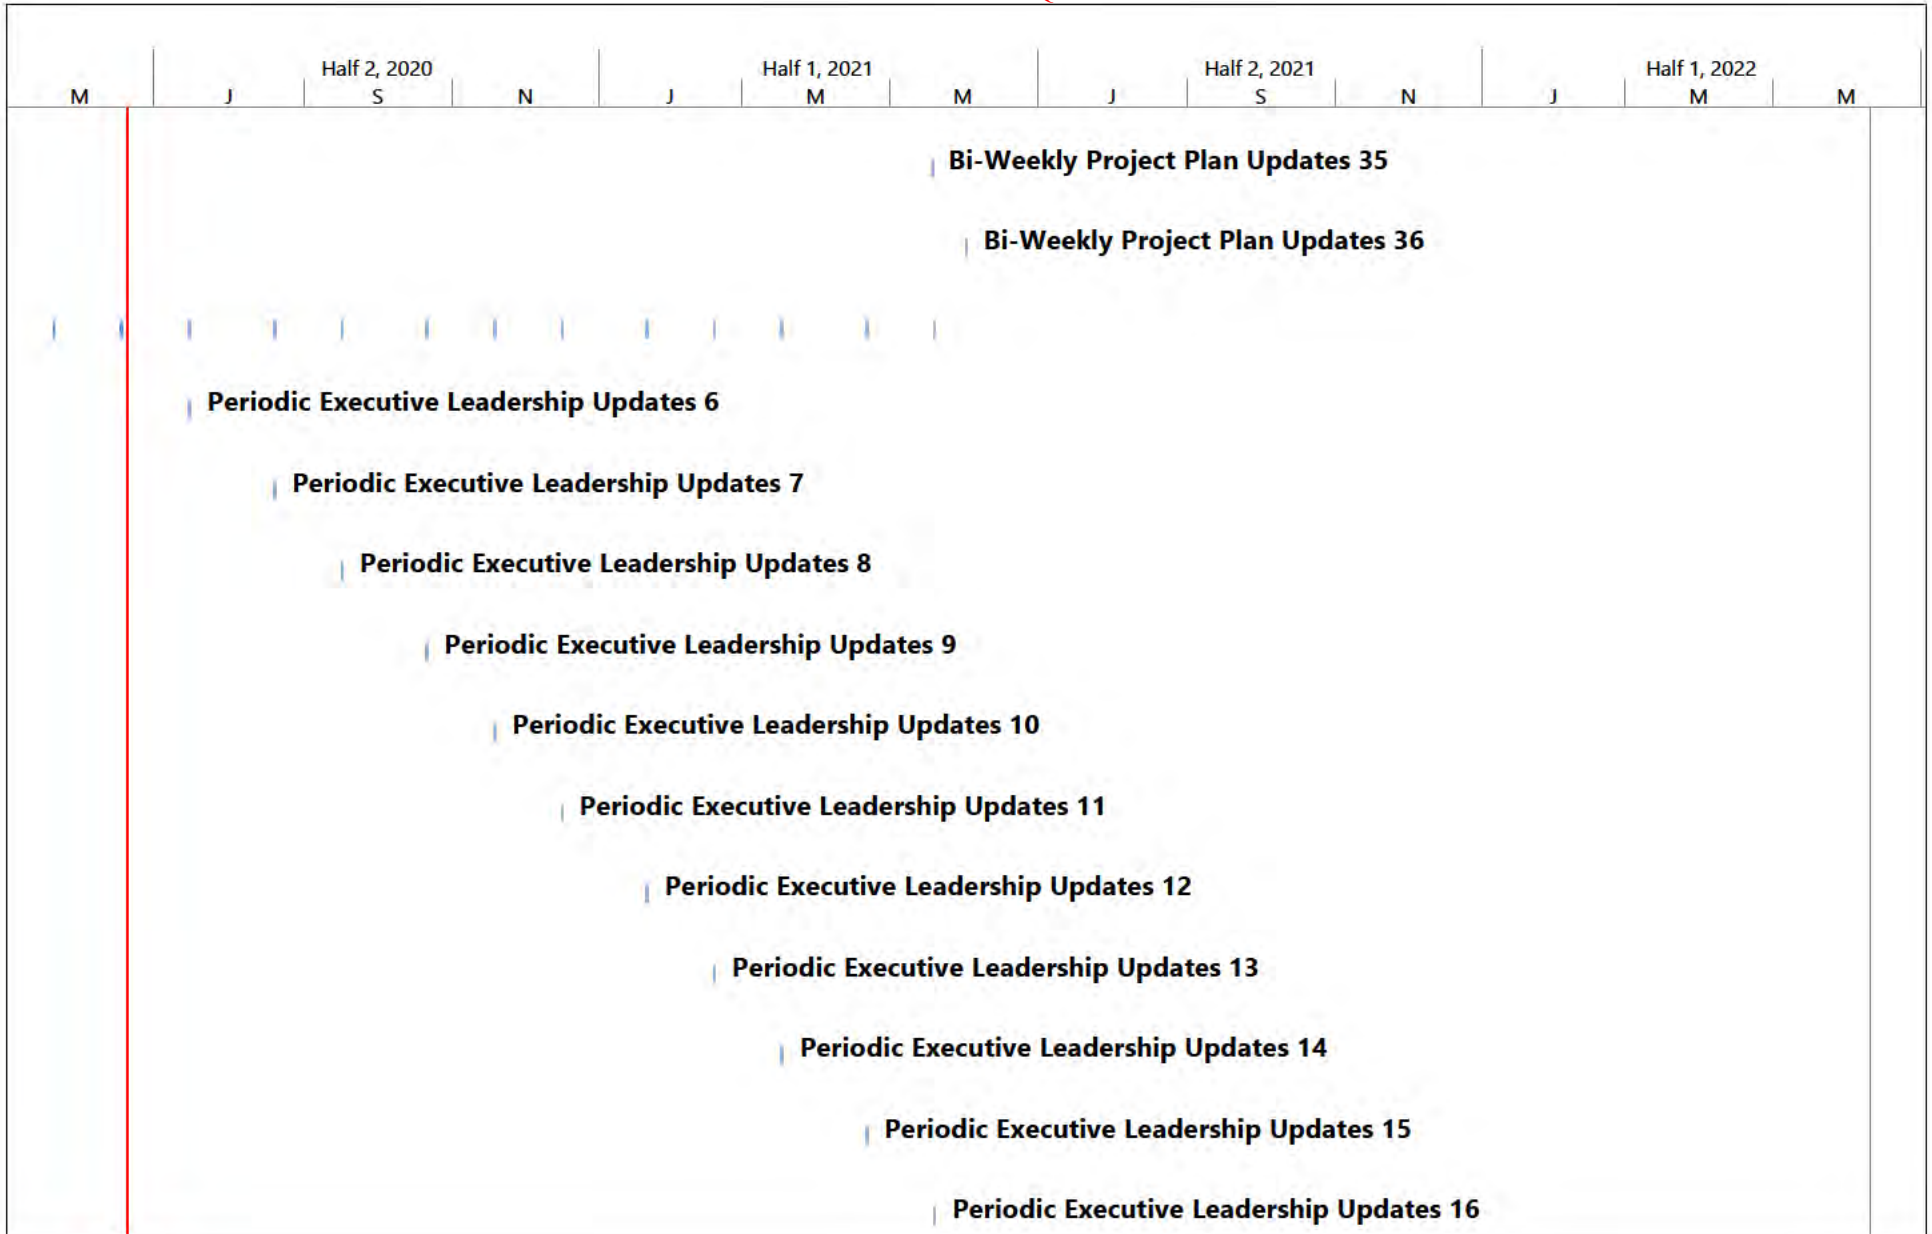 Half 2, 2020 Half 1, 2021 Half 2, 2021 Half 1, 2022
M J S N J M M J S N J M M
Bi-Weekly Project Plan Updates 35
Bi-Weekly Project Plan Updates 36
Periodic Executive Leadership Updates 6
Periodic Executive Leadership Updates 7
Periodic Executive Leadership Updates 8
Periodic Executive Leadership Updates 9
Periodic Executive Leadership Updates 10
Periodic Executive Leadership Updates 11
Periodic Executive Leadership Updates 12
Periodic Executive Leadership Updates 13
Periodic Executive Leadership Updates 14
Periodic Executive Leadership Updates 15
Periodic Executive Leadership Updates 16